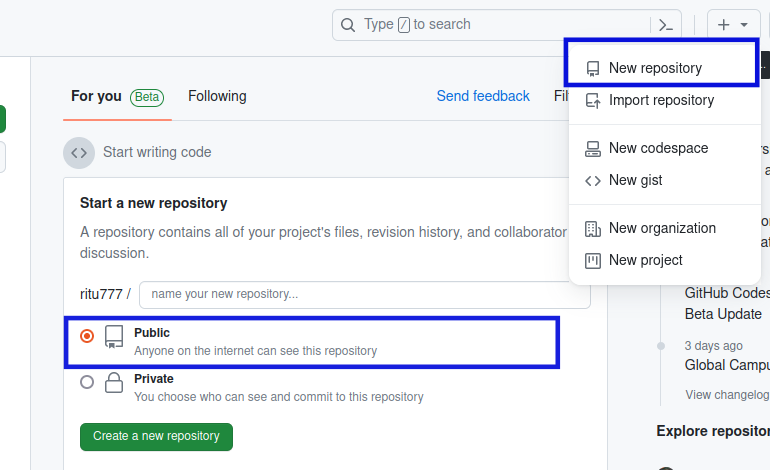 Type / to search
New repository
Import repository
New codespace
New gist
New organization
New project
For you Beta Following Send feedback
Start writing code
Start a new repository
A repository contains all of your project's files, revision history, and collaborator
discussion.
ritu777 / name your new repository...
Public
Anyone on the internet can see this repository
Private
You choose who can see and commit to this repository
Create a new repository
GitHub
Beta Update
3 days ago
Global
View changelog
Explore